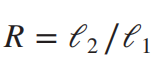 R = ℓ₂/ℓ₁